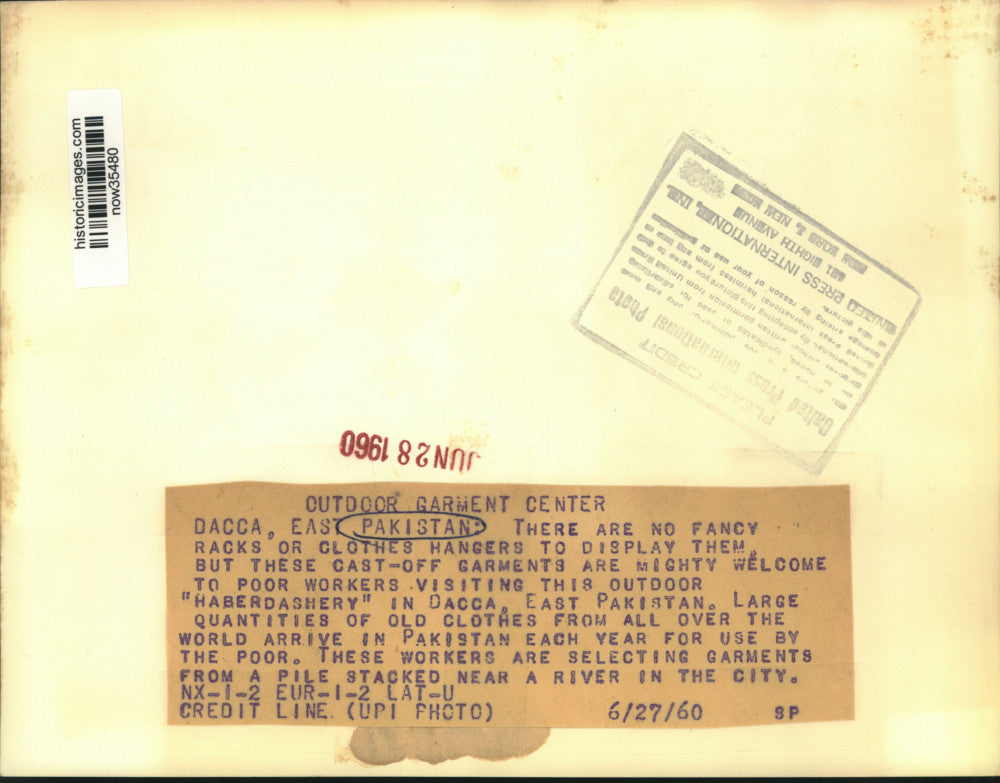 historicimages.com
now35480
PLEASE CREDIT
United Press International Photo
by reason of your use
UNITED PRESS INTERNATIONAL, INC.
EIGHTH AVENUE
NEW YORK
JUN 28 1960
OUTDOOR GARMENT CENTER
DACCA, EAST PAKISTAN: THERE ARE NO FANCY
RACKS OR CLOTHES HANGERS TO DISPLAY THEM,
BUT THESE CAST-OFF GARMENTS ARE MIGHTY WELCOME
TO POOR WORKERS VISITING THIS OUTDOOR
"HABERDASHERY" IN DACCA, EAST PAKISTAN. LARGE
QUANTITIES OF OLD CLOTHES FROM ALL OVER THE
WORLD ARRIVE IN PAKISTAN EACH YEAR FOR USE BY
THE POOR. THESE WORKERS ARE SELECTING GARMENTS
FROM A PILE STACKED NEAR A RIVER IN THE CITY.
NX-1-2 EUR-1-2 LAT-U
CREDIT LINE (UPI PHOTO) 6/27/60 SP